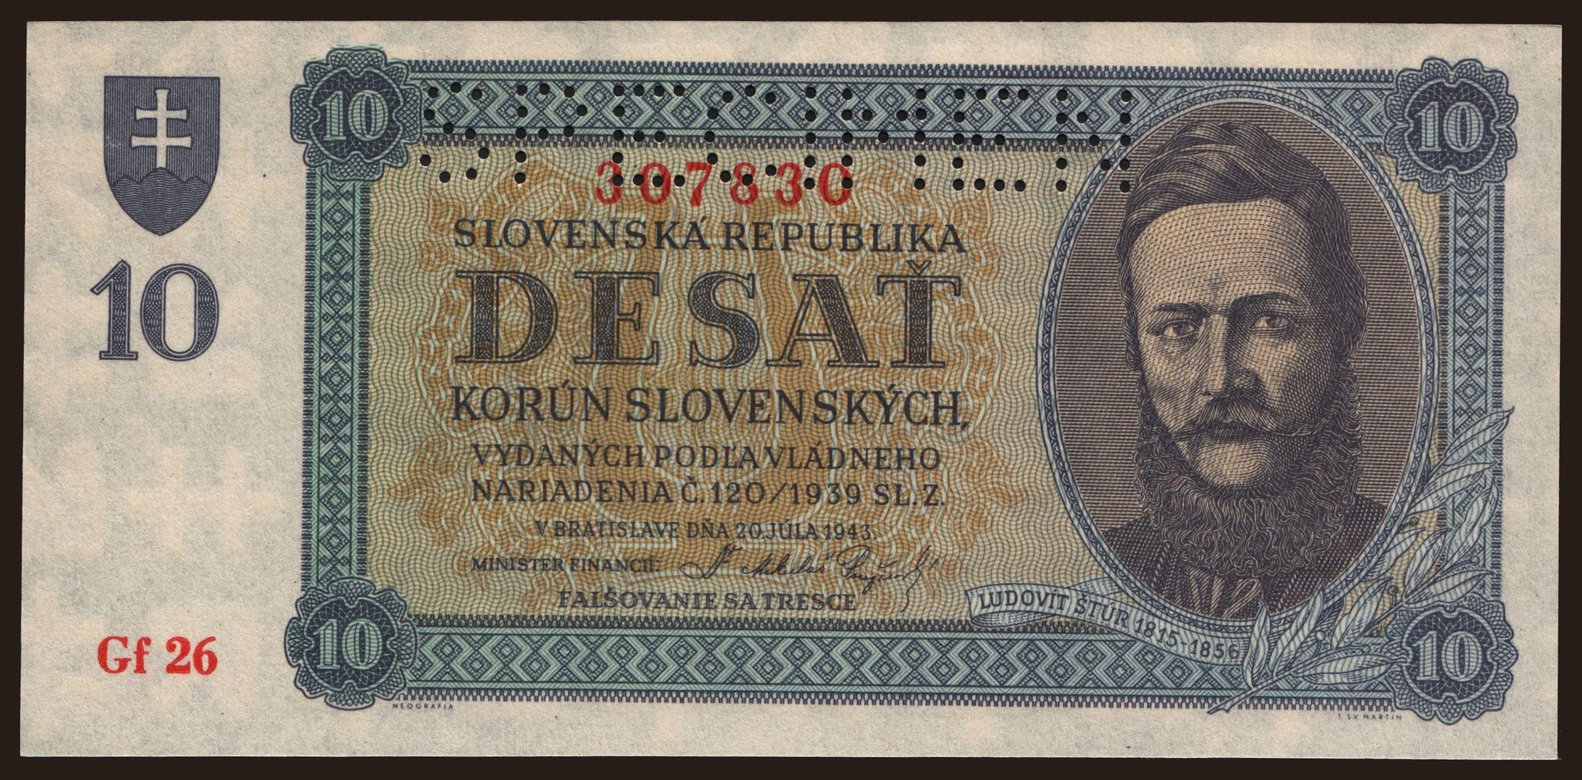 10
10
SPECIMEN
307830
SLOVENSKÁ REPUBLIKA
10
DESAŤ
KORÚN SLOVENSKÝCH,
VYDANÝCH PODĽA VLÁDNEHO
NARIADENIA Č. 120/1939 SL. Z.
V BRATISLAVE DŇA 20. JÚLA 1943.
MINISTER FINANCIÍ:
FALŠOVANIE SA TRESCE
ĽUDOVÍT ŠTÚR 1815-1856
Gf 26
10
10
NEOGRAFIA
T. SV. MARTIN